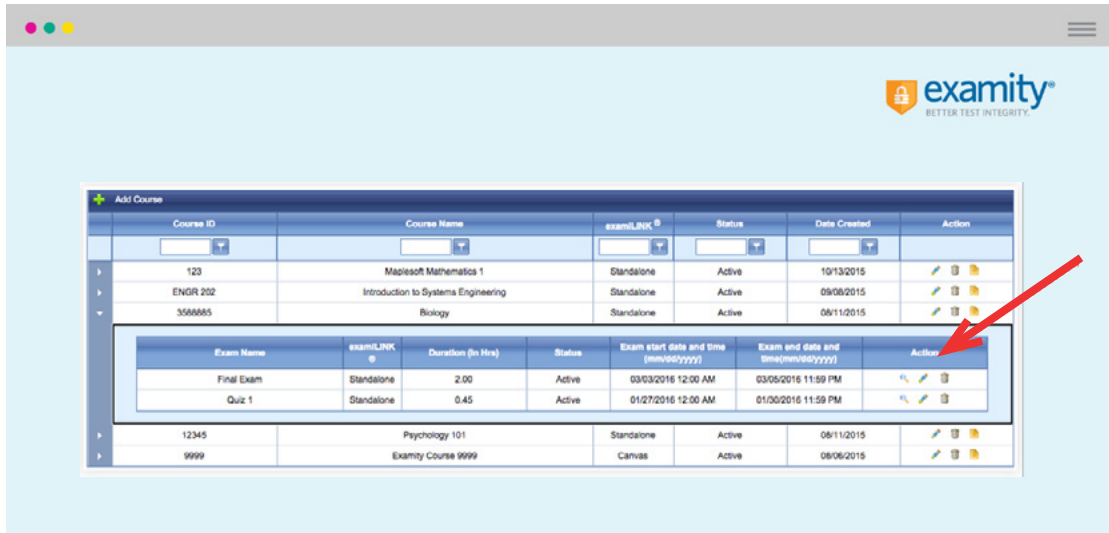 examity®
BETTER TEST INTEGRITY.
Add Course
Course ID Course Name examiLINK ® Status Date Created Action
123 Maplesoft Mathematics 1 Standalone Active 10/13/2015
ENGR 202 Introduction to Systems Engineering Standalone Active 09/08/2015
3588885 Biology Standalone Active 08/11/2015
Exam Name examiLINK ® Duration (In Hrs) Status Exam start date and time (mm/dd/yyyy) Exam end date and time(mm/dd/yyyy) Action
Final Exam Standalone 2.00 Active 03/03/2016 12:00 AM 03/05/2016 11:59 PM
Quiz 1 Standalone 0.45 Active 01/27/2016 12:00 AM 01/30/2016 11:59 PM
12345 Psychology 101 Standalone Active 08/11/2015
9999 Examity Course 9999 Canvas Active 08/06/2015